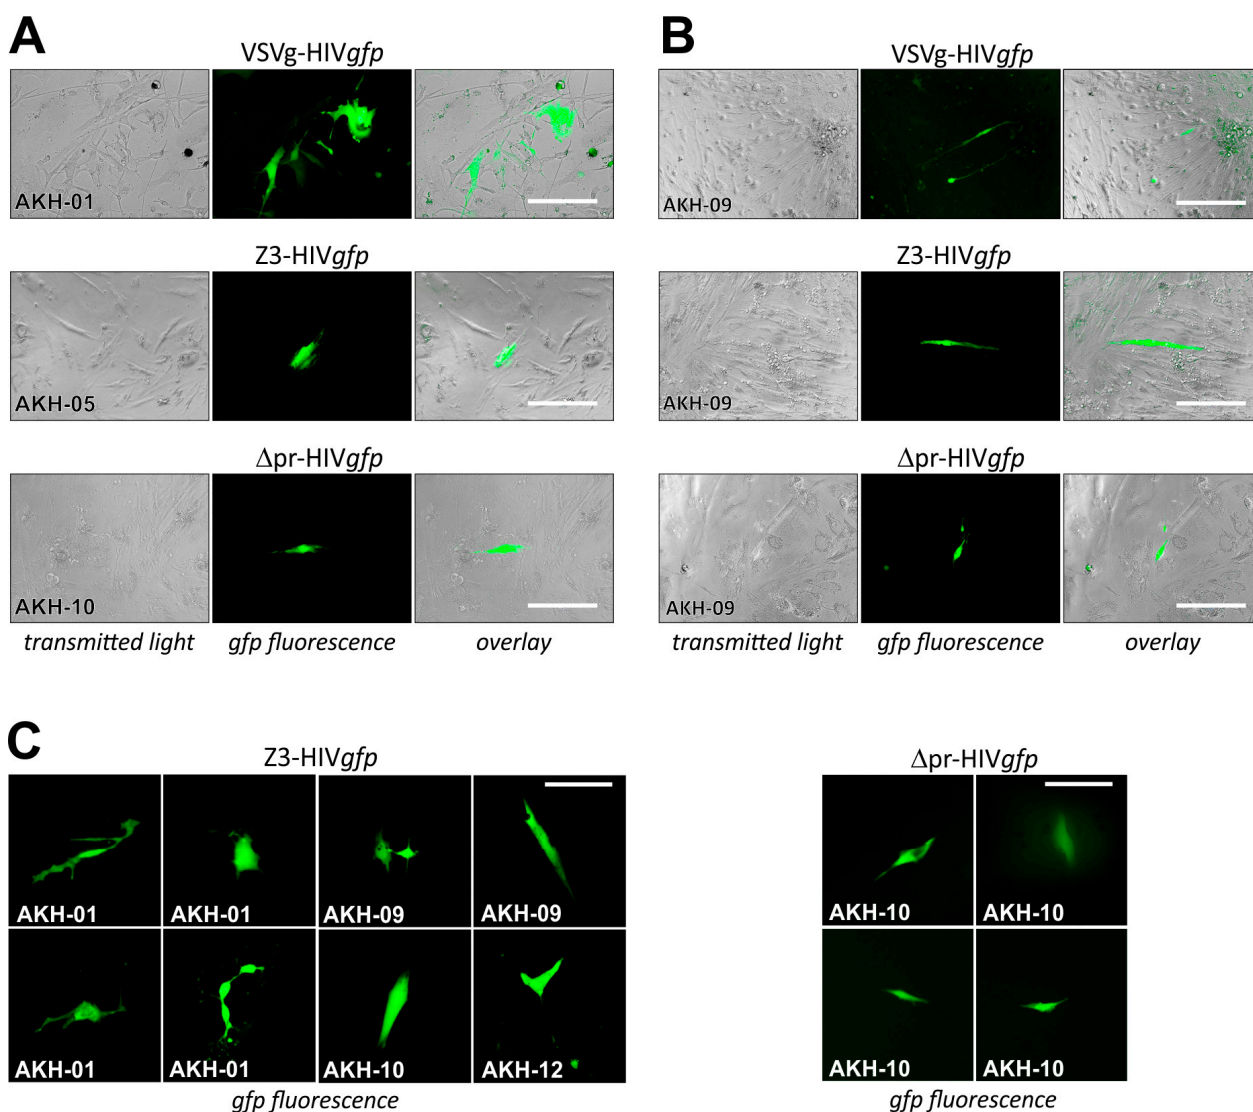 A
VSVg-HIVgfp
AKH-01
Z3-HIVgfp
AKH-05
Δpr-HIVgfp
AKH-10
transmitted light gfp fluorescence overlay
B
VSVg-HIVgfp
AKH-09
Z3-HIVgfp
AKH-09
Δpr-HIVgfp
AKH-09
transmitted light gfp fluorescence overlay
C
Z3-HIVgfp
AKH-01 AKH-01 AKH-09 AKH-09
AKH-01 AKH-01 AKH-10 AKH-12
gfp fluorescence
Δpr-HIVgfp
AKH-10 AKH-10
AKH-10 AKH-10
gfp fluorescence